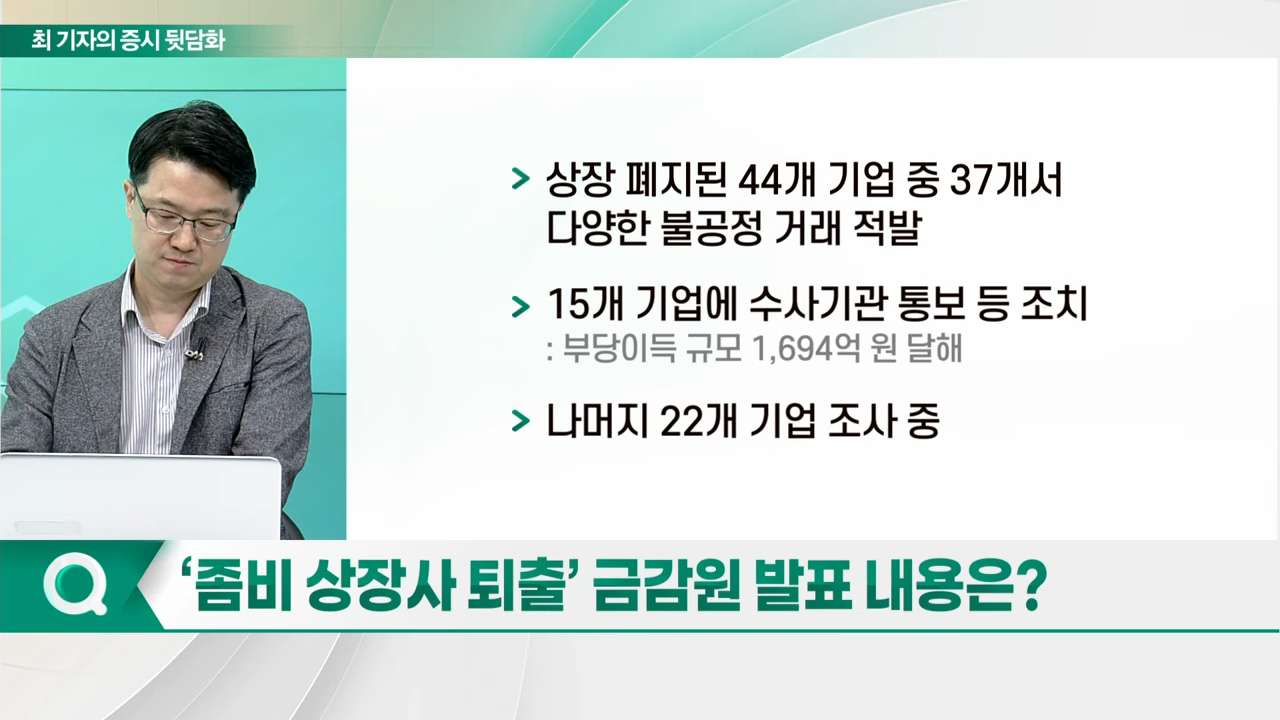 최 기자의 증시 뒷담화
> 상장 폐지된 44개 기업 중 37개서
다양한 불공정 거래 적발
> 15개 기업에 수사기관 통보 등 조치
: 부당이득 규모 1,694억 원 달해
> 나머지 22개 기업 조사 중
‘좀비 상장사 퇴출’ 금감원 발표 내용은?